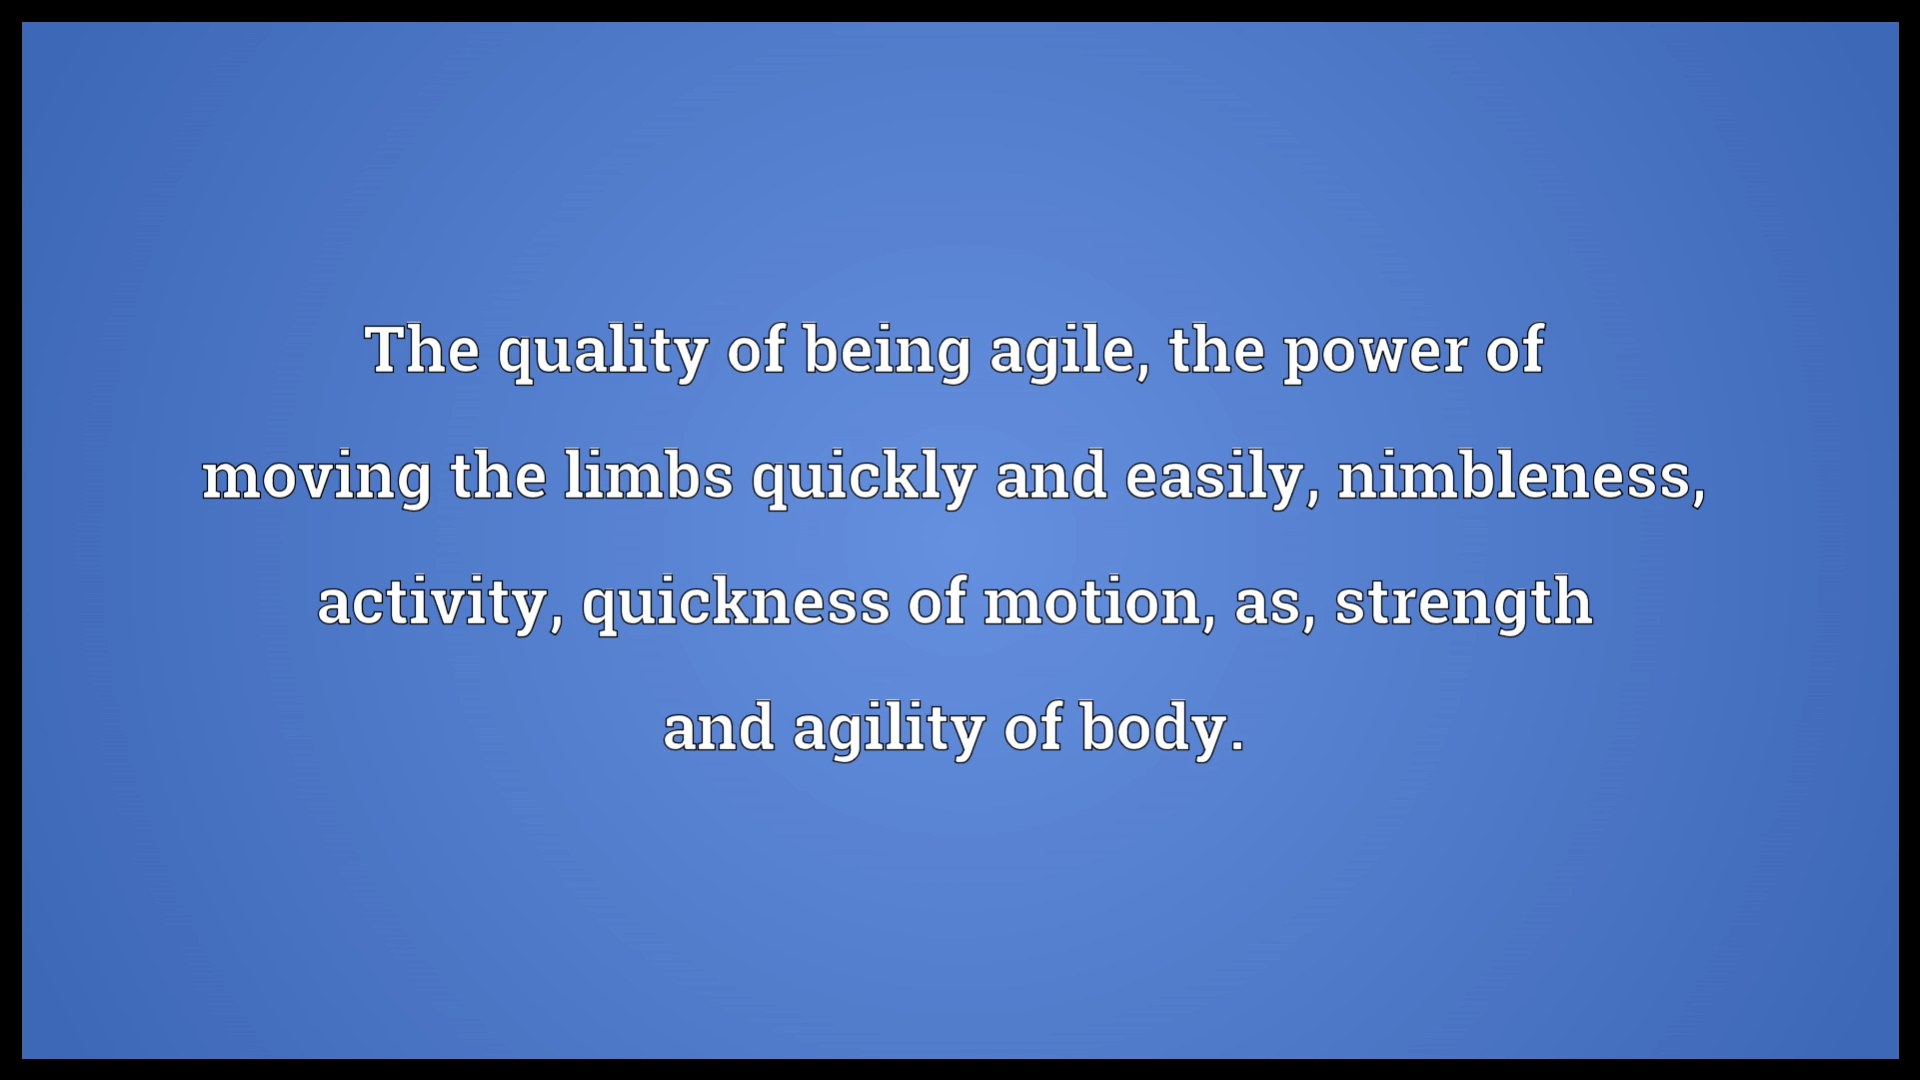 The quality of being agile, the power of
moving the limbs quickly and easily, nimbleness,
activity, quickness of motion, as, strength
and agility of body.